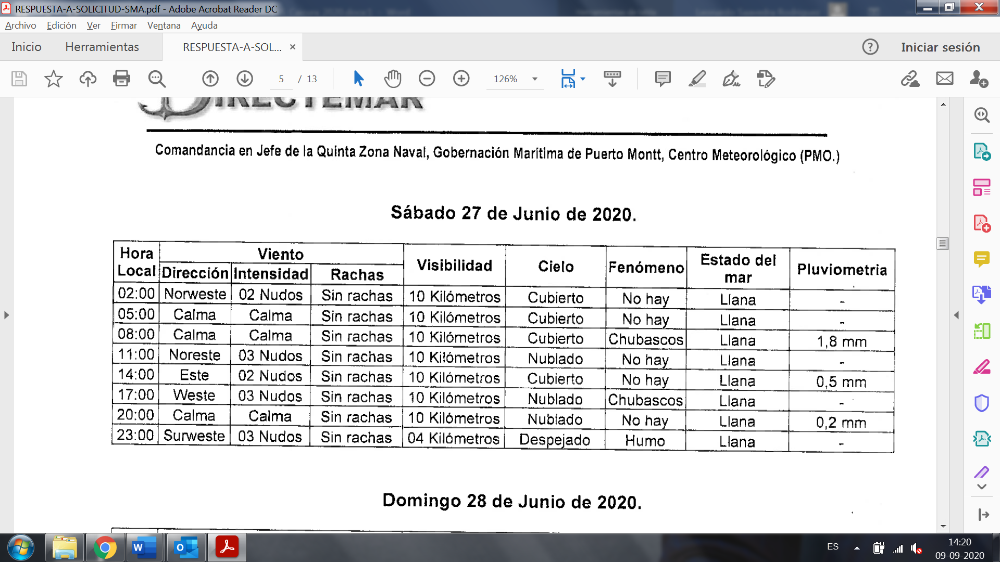 RESPUESTA-A-SOLICITUD-SMA.pdf - Adobe Acrobat Reader DC
Archivo Edición Ver Firmar Ventana Ayuda
Inicio Herramientas RESPUESTA-A-SOL... × ? Iniciar sesión
5 / 13 126%
DIRECTEMAR
Comandancia en Jefe de la Quinta Zona Naval, Gobernación Marítima de Puerto Montt, Centro Meteorológico (PMO.)
Sábado 27 de Junio de 2020.
Hora Local Viento Visibilidad Cielo Fenómeno Estado del mar Pluviometria
Dirección Intensidad Rachas
02:00 Norweste 02 Nudos Sin rachas 10 Kilómetros Cubierto No hay Llana -
05:00 Calma Calma Sin rachas 10 Kilómetros Cubierto No hay Llana -
08:00 Calma Calma Sin rachas 10 Kilómetros Cubierto Chubascos Llana 1,8 mm
11:00 Noreste 03 Nudos Sin rachas 10 Kilómetros Nublado No hay Llana -
14:00 Este 02 Nudos Sin rachas 10 Kilómetros Cubierto No hay Llana 0,5 mm
17:00 Weste 03 Nudos Sin rachas 10 Kilómetros Nublado Chubascos Llana -
20:00 Calma Calma Sin rachas 10 Kilómetros Nublado No hay Llana 0,2 mm
23:00 Surweste 03 Nudos Sin rachas 04 Kilómetros Despejado Humo Llana -
Domingo 28 de Junio de 2020.
ES 14:20
09-09-2020